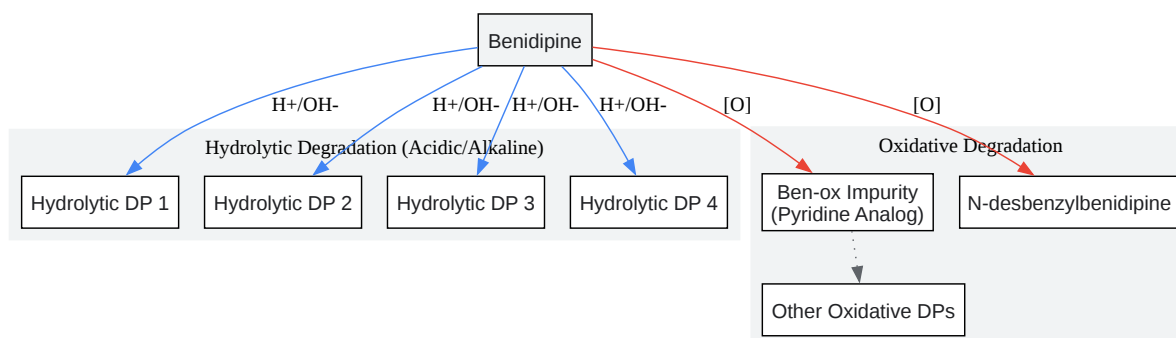 Benidipine
H+/OH-
H+/OH-
H+/OH-
H+/OH-
[O]
[O]
Hydrolytic Degradation (Acidic/Alkaline)
Oxidative Degradation
Hydrolytic DP 1
Hydrolytic DP 2
Hydrolytic DP 3
Hydrolytic DP 4
Ben-ox Impurity
(Pyridine Analog)
N-desbenzylbenidipine
Other Oxidative DPs